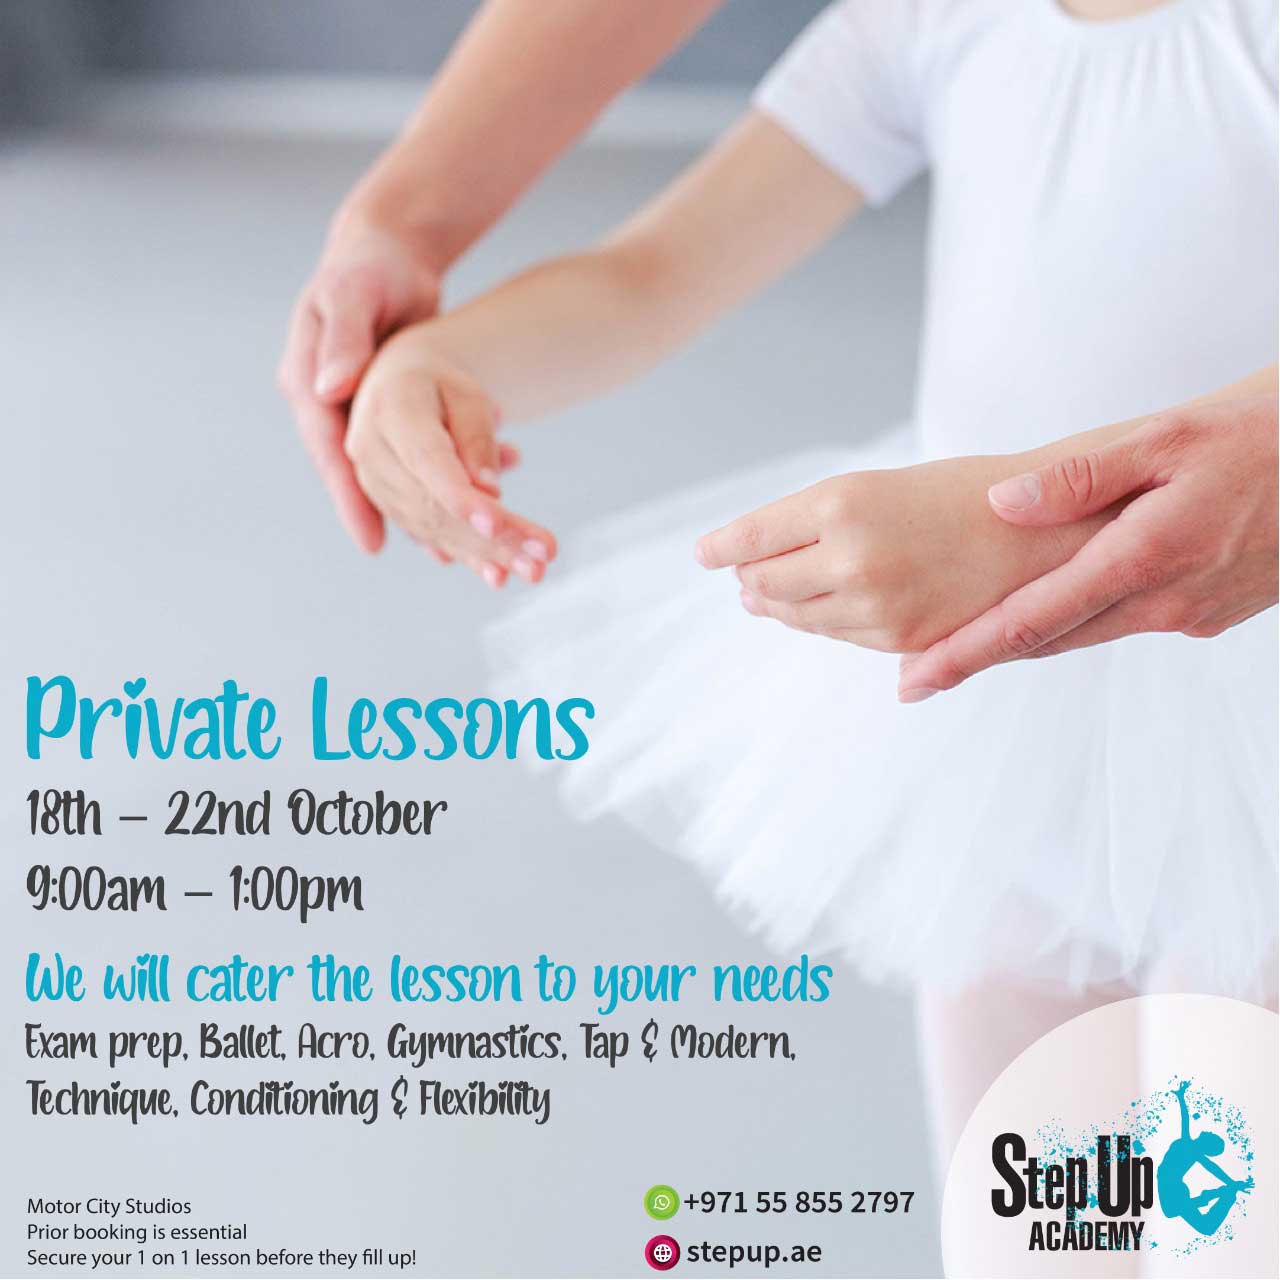 Private Lessons
18th – 22nd October
9:00am – 1:00pm
We will cater the lesson to your needs
Exam prep, Ballet, Acro, Gymnastics, Tap & Modern,
Technique, Conditioning & Flexibility
Motor City Studios
Prior booking is essential
Secure your 1 on 1 lesson before they fill up!
+971 55 855 2797
stepup.ae
Step Up
ACADEMY